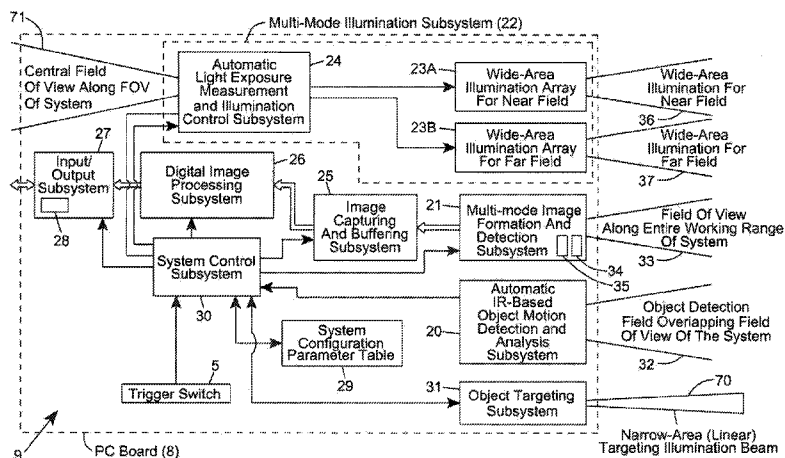 71
Multi-Mode Illumination Subsystem (22)
Central Field
Of View Along FOV
Of System
Automatic
Light Exposure
Measurement
and Illumination
Control Subsystem
24
23A
Wide-Area
Illumination Array
For Near Field
Wide-Area
Illumination For
Near Field
36
23B
Wide-Area
Illumination Array
For Far Field
Wide-Area
Illumination For
Far Field
37
27
Input/
Output
Subsystem
28
26
Digital Image
Processing
Subsystem
25
Image
Capturing
And Buffering
Subsystem
21
Multi-mode Image
Formation And
Detection
Subsystem
34
35
Field Of View
Along Entire Working Range
Of System
33
System Control
Subsystem
30
Automatic
IR-Based
Object Motion
Detection and
Analysis
Subsystem
20
Object Detection
Field Overlapping Field
Of View Of The System
32
System
Configuration
Parameter Table
29
5
Trigger Switch
31
Object Targeting
Subsystem
70
Narrow-Area (Linear)
Targeting Illumination Beam
9
PC Board (8)